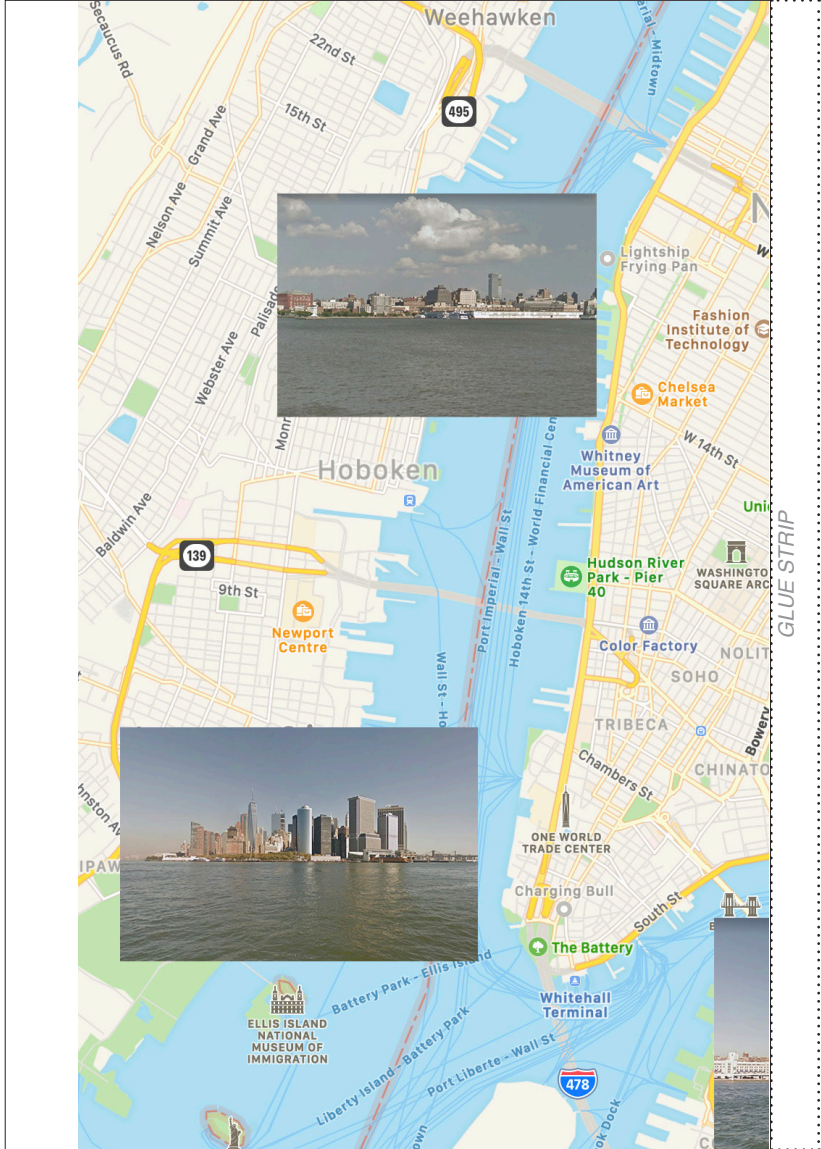 Weehawken
Secaucus Rd
22nd St
Midtown
495
15th St
Grand Ave
Nelson Ave
Summit Ave
Lightship
Frying Pan
Fashion
Institute of
Technology
Webster Ave
Chelsea
Market
W 14th St
Whitney
Museum of
American Art
Hoboken
Baldwin Ave
139
Port Imperial - Wall St
Hoboken 14th St - World Financial Cen
GLUE STRIP
Hudson River
Park - Pier
40
WASHINGTO
SQUARE ARC
9th St
Newport
Centre
Color Factory
NOLIT
SOHO
Wall St - Ho
TRIBECA
Bowery
Chambers St
CHINATO
ONE WORLD
TRADE CENTER
Charging Bull
South St
The Battery
Battery Park - Ellis Island
Whitehall
Terminal
ELLIS ISLAND
NATIONAL
MUSEUM OF
IMMIGRATION
Liberty Island - Battery Park
Port Liberte - Wall St
478
ok Dock